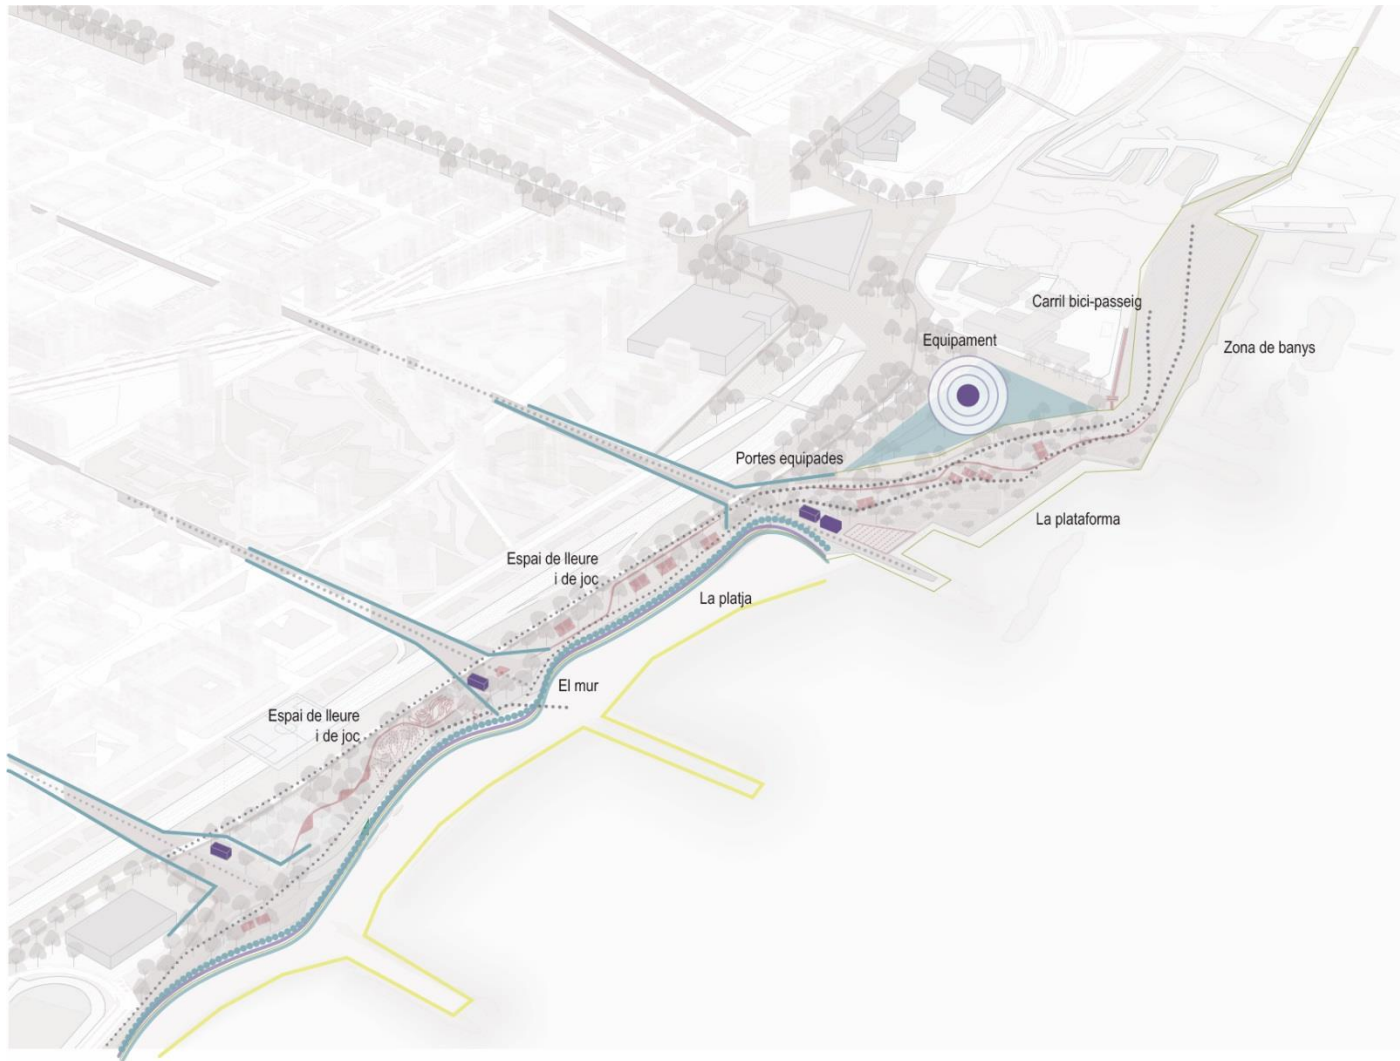 Carril bici-passeig
Equipament
Zona de banys
Portes equipades
La plataforma
Espai de lleure
i de joc
La platja
El mur
Espai de lleure
i de joc